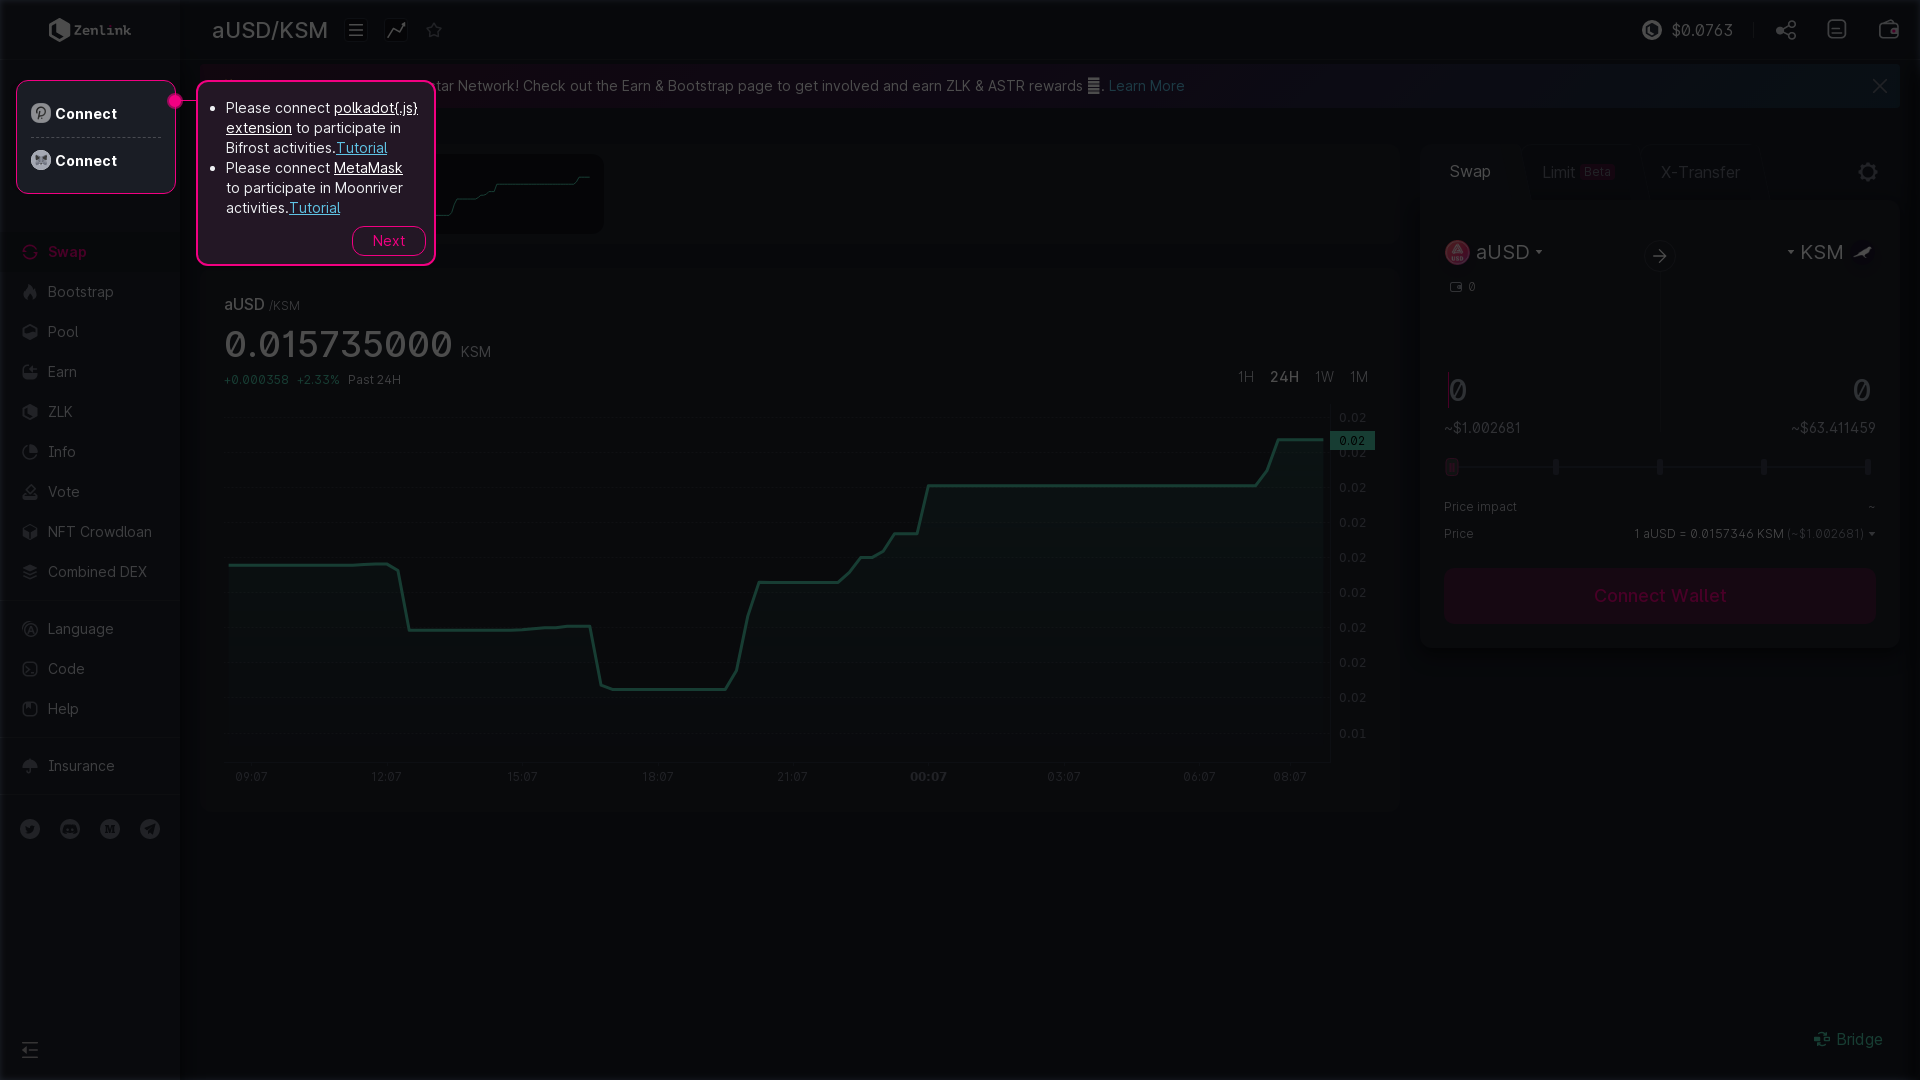 Zenlink
aUSD/KSM
$0.0763
tar Network! Check out the Earn & Bootstrap page to get involved and earn ZLK & ASTR rewards
Learn More
Connect
Connect
Please connect polkadot{.js}
extension to participate in
Bifrost activities.Tutorial
Please connect MetaMask
to participate in Moonriver
activities.Tutorial
Next
Swap
Bootstrap
Pool
Earn
ZLK
Info
Vote
NFT Crowdloan
Combined DEX
Language
Code
Help
Insurance
aUSD /KSM
0.015735000 KSM
+0.000358 +2.33% Past 24H
1H 24H 1W 1M
0.02
0.02
0.02
0.02
0.02
0.02
0.02
0.02
0.02
0.02
0.01
09:07 12:07 15:07 18:07 21:07 00:07 03:07 06:07 08:07
Swap Limit Beta X-Transfer
aUSD KSM
0
0 0
~$1.002681 ~$63.411459
Price impact ~
Price 1 aUSD = 0.0157346 KSM (~$1.002681)
Connect Wallet
Bridge